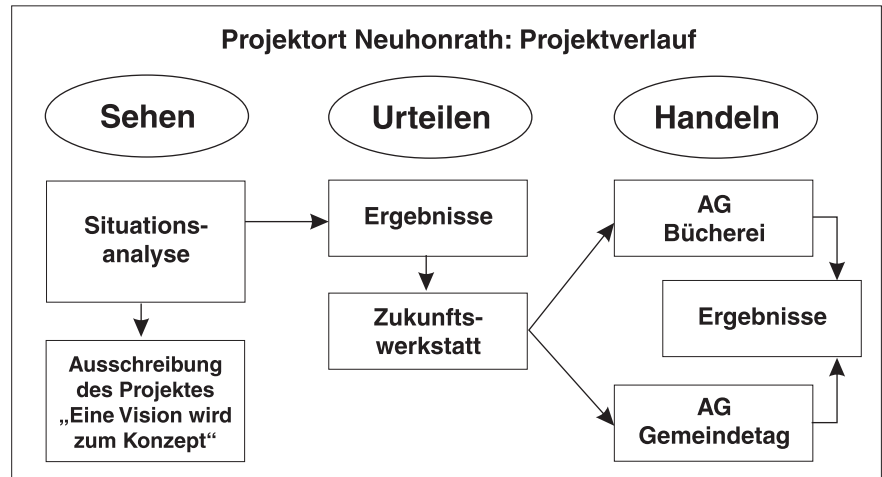 Projektort Neuhonrath: Projektverlauf
Sehen
Urteilen
Handeln
Situations-
analyse
Ausschreibung
des Projektes
„Eine Vision wird
zum Konzept“
Ergebnisse
Zukunfts-
werkstatt
AG
Bücherei
Ergebnisse
AG
Gemeindetag